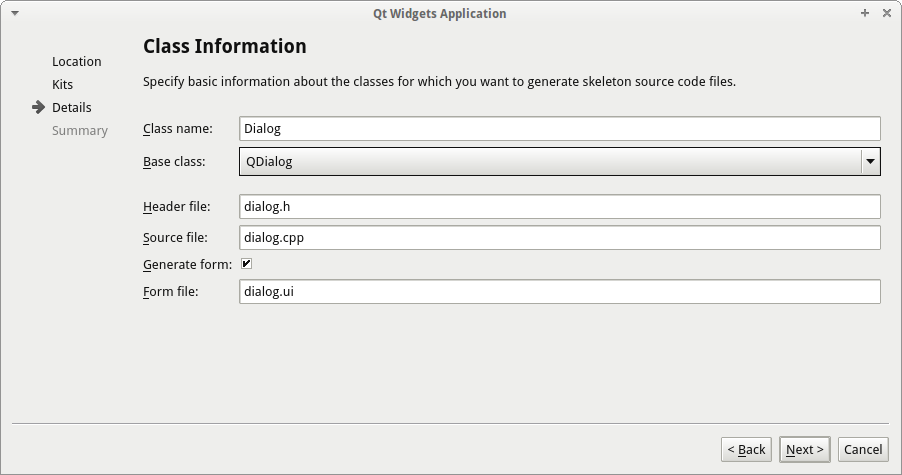 Qt Widgets Application
Location
Kits
Details
Summary
Class Information
Specify basic information about the classes for which you want to generate skeleton source code files.
Class name: Dialog
Base class: QDialog
Header file: dialog.h
Source file: dialog.cpp
Generate form:
Form file: dialog.ui
< Back Next > Cancel